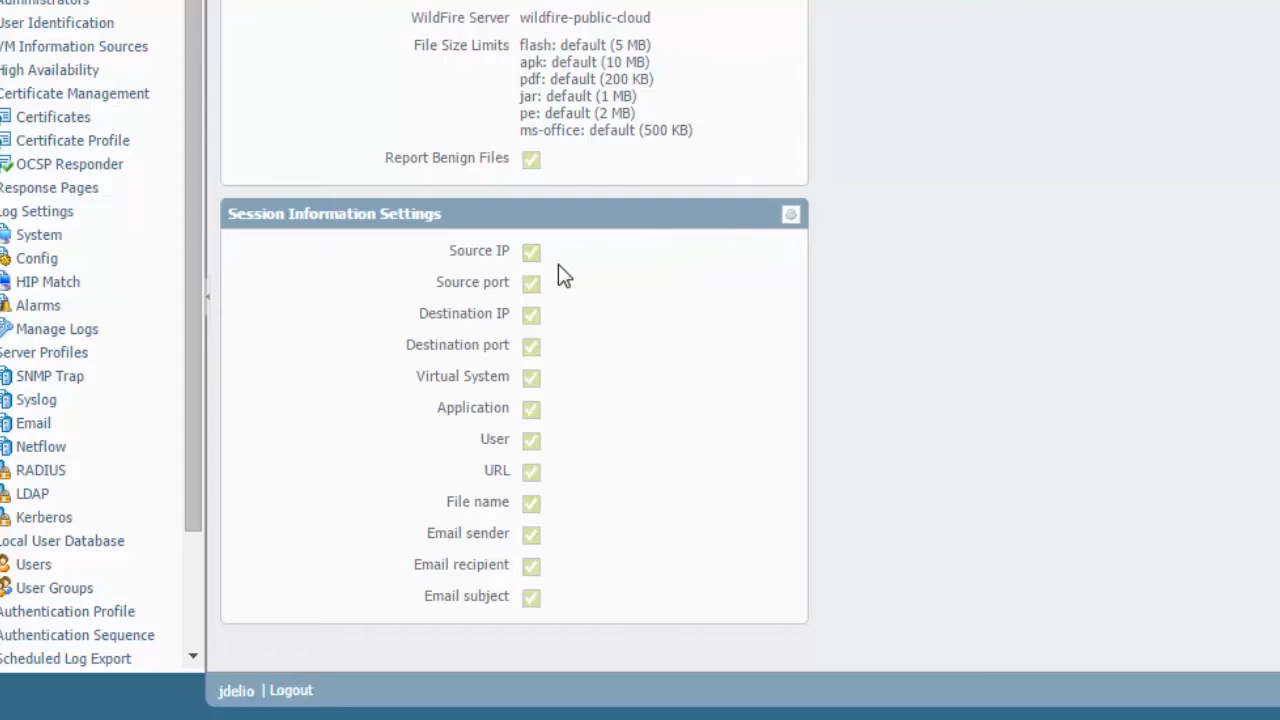 Administrators
User Identification
VM Information Sources
High Availability
Certificate Management
Certificates
Certificate Profile
OCSP Responder
Response Pages
Log Settings
System
Config
HIP Match
Alarms
Manage Logs
Server Profiles
SNMP Trap
Syslog
Email
Netflow
RADIUS
LDAP
Kerberos
Local User Database
Users
User Groups
Authentication Profile
Authentication Sequence
Scheduled Log Export
WildFire Server wildfire-public-cloud
File Size Limits flash: default (5 MB)
apk: default (10 MB)
pdf: default (200 KB)
jar: default (1 MB)
pe: default (2 MB)
ms-office: default (500 KB)
Report Benign Files
Session Information Settings
Source IP
Source port
Destination IP
Destination port
Virtual System
Application
User
URL
File name
Email sender
Email recipient
Email subject
jdelio | Logout